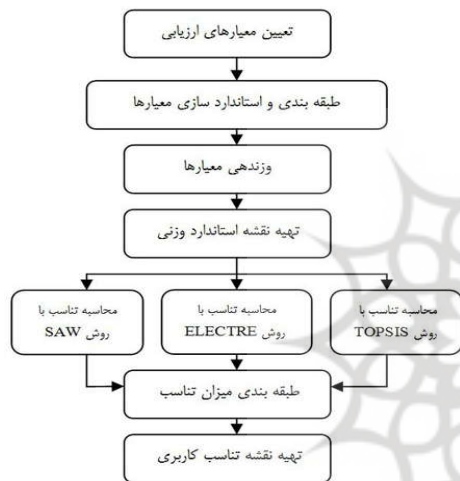 تعیین معیارهای ارزیابی
طبقه بندی و استاندارد سازی معیارها
وزندهی معیارها
تهیه نقشه استاندارد وزنی
محاسبه تناسب با
روش TOPSIS
محاسبه تناسب با
روش ELECTRE
محاسبه تناسب با
روش SAW
طبقه بندی میزان تناسب
تهیه نقشه تناسب کاربری